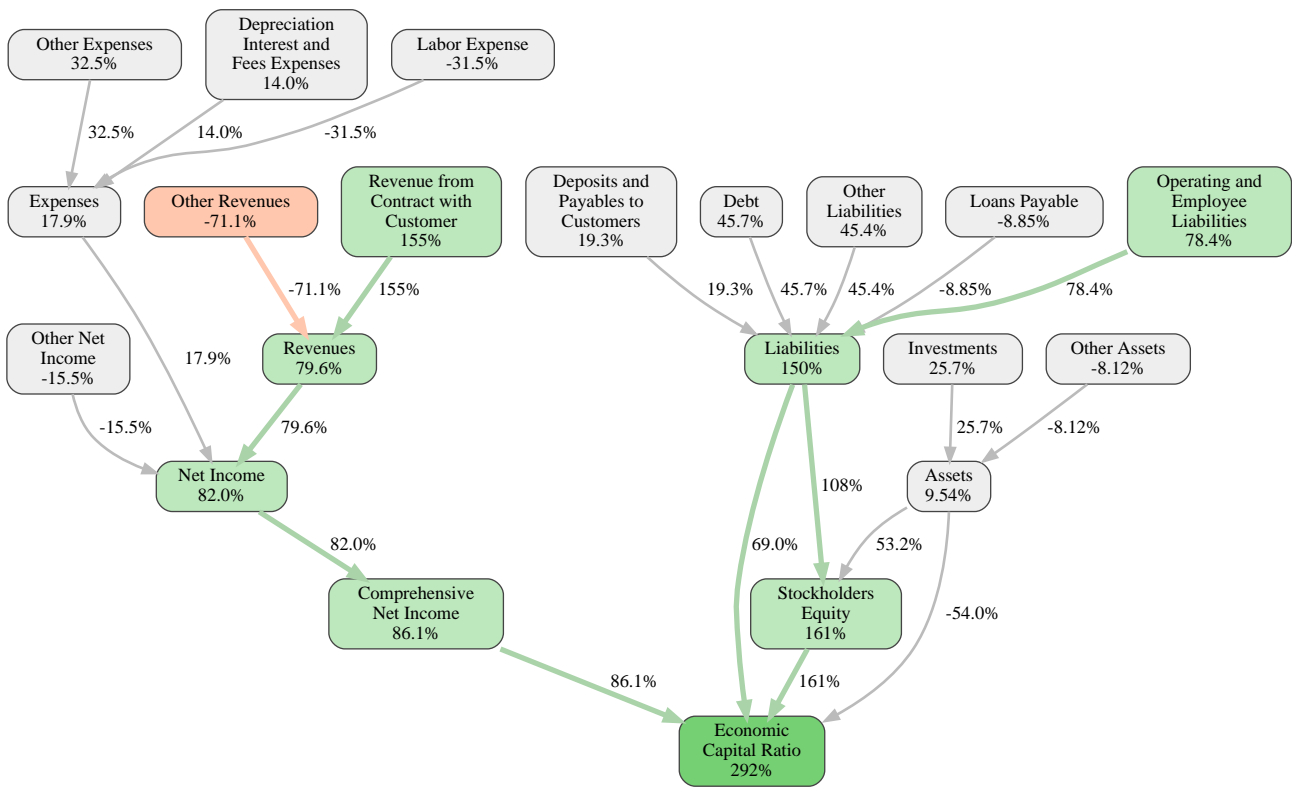 Other Expenses
32.5%
Depreciation
Interest and
Fees Expenses
14.0%
Labor Expense
-31.5%
32.5%
14.0%
-31.5%
Expenses
17.9%
Other Revenues
-71.1%
Revenue from
Contract with
Customer
155%
Deposits and
Payables to
Customers
19.3%
Debt
45.7%
Other
Liabilities
45.4%
Loans Payable
-8.85%
Operating and
Employee
Liabilities
78.4%
-71.1%
155%
19.3%
45.7%
45.4%
-8.85%
78.4%
Other Net
Income
-15.5%
17.9%
Revenues
79.6%
Liabilities
150%
Investments
25.7%
Other Assets
-8.12%
-15.5%
79.6%
25.7%
-8.12%
Net Income
82.0%
108%
Assets
9.54%
82.0%
69.0%
53.2%
Comprehensive
Net Income
86.1%
Stockholders
Equity
161%
-54.0%
86.1%
161%
Economic
Capital Ratio
292%